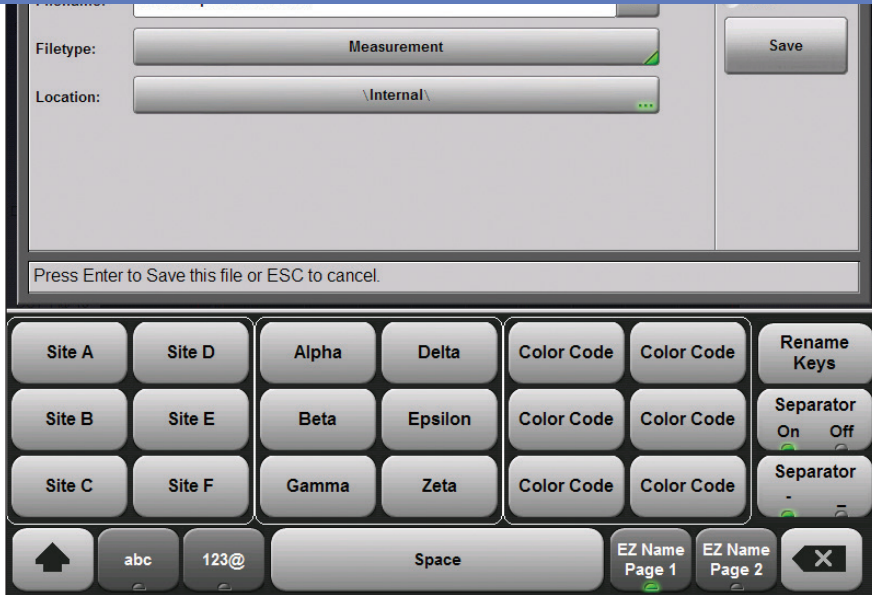 Filetype:
Measurement
Save
Location:
\Internal\
...
Press Enter to Save this file or ESC to cancel.
Site A
Site D
Alpha
Delta
Color Code
Color Code
Rename
Keys
Site B
Site E
Beta
Epsilon
Color Code
Color Code
Separator
On Off
Site C
Site F
Gamma
Zeta
Color Code
Color Code
Separator
- _
abc
123@
Space
EZ Name
Page 1
EZ Name
Page 2